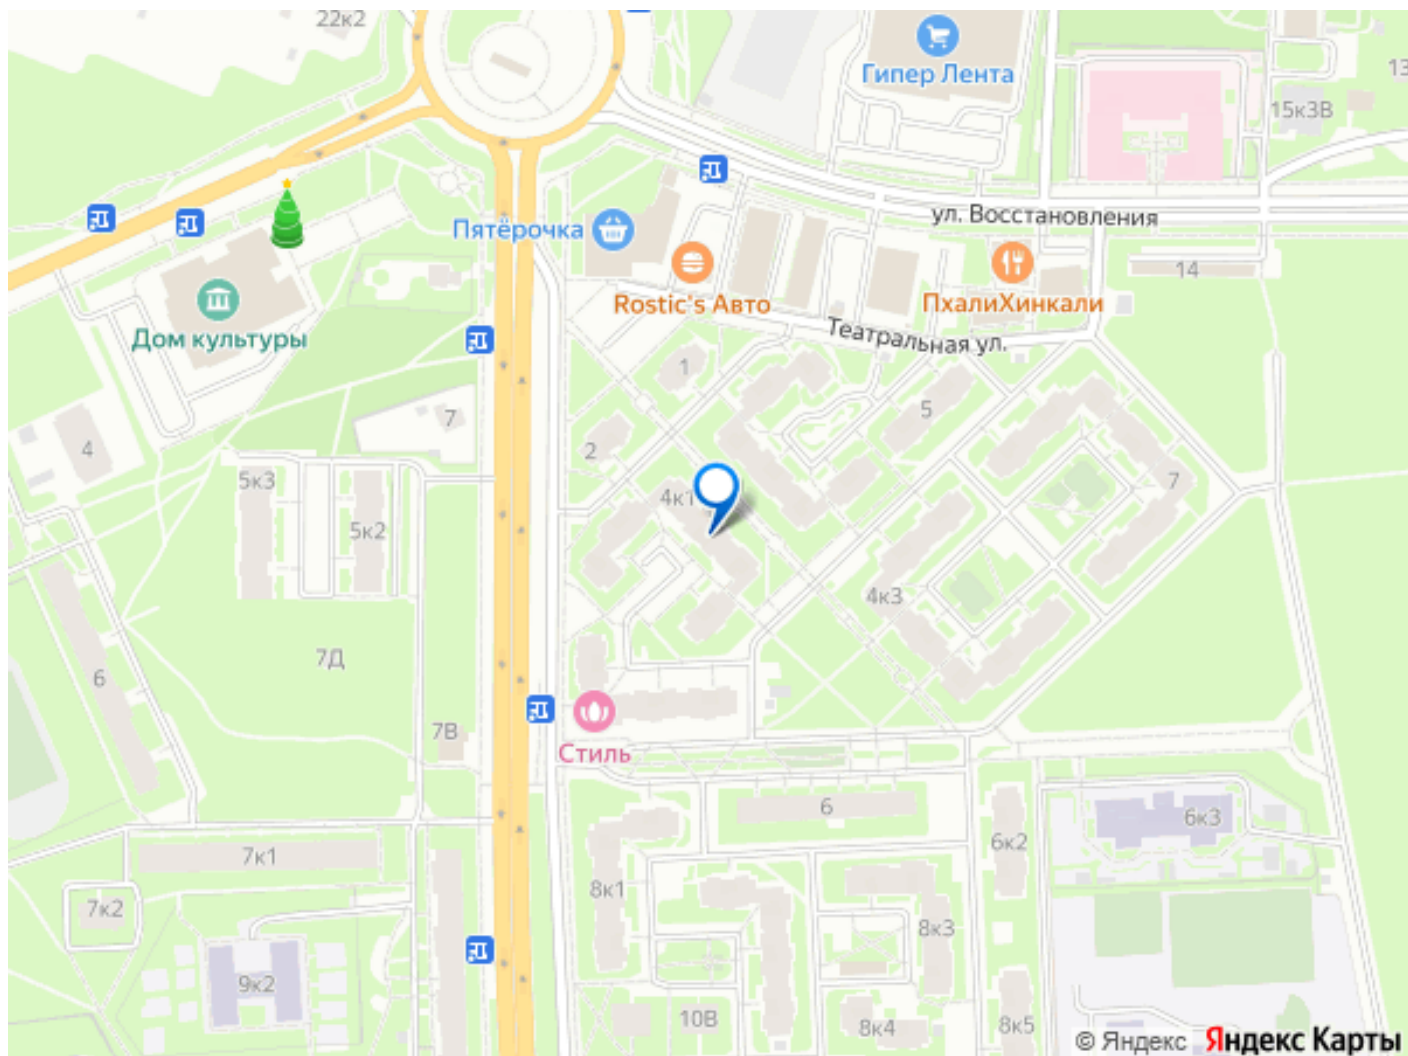 22к2
Гипер Лента
13
15к3В
ул. Восстановления
Пятёрочка
14
Rostic's Авто
ПхалиХинкали
Дом культуры
Театральная ул.
1
5
7
4
2
5к3
4к1
7
5к2
4к3
7Д
6
7В
Стиль
6
6к3
6к2
7к1
8к1
7к2
8к3
9к2
10В
8к4
8к5
© Яндекс Яндекс Карты